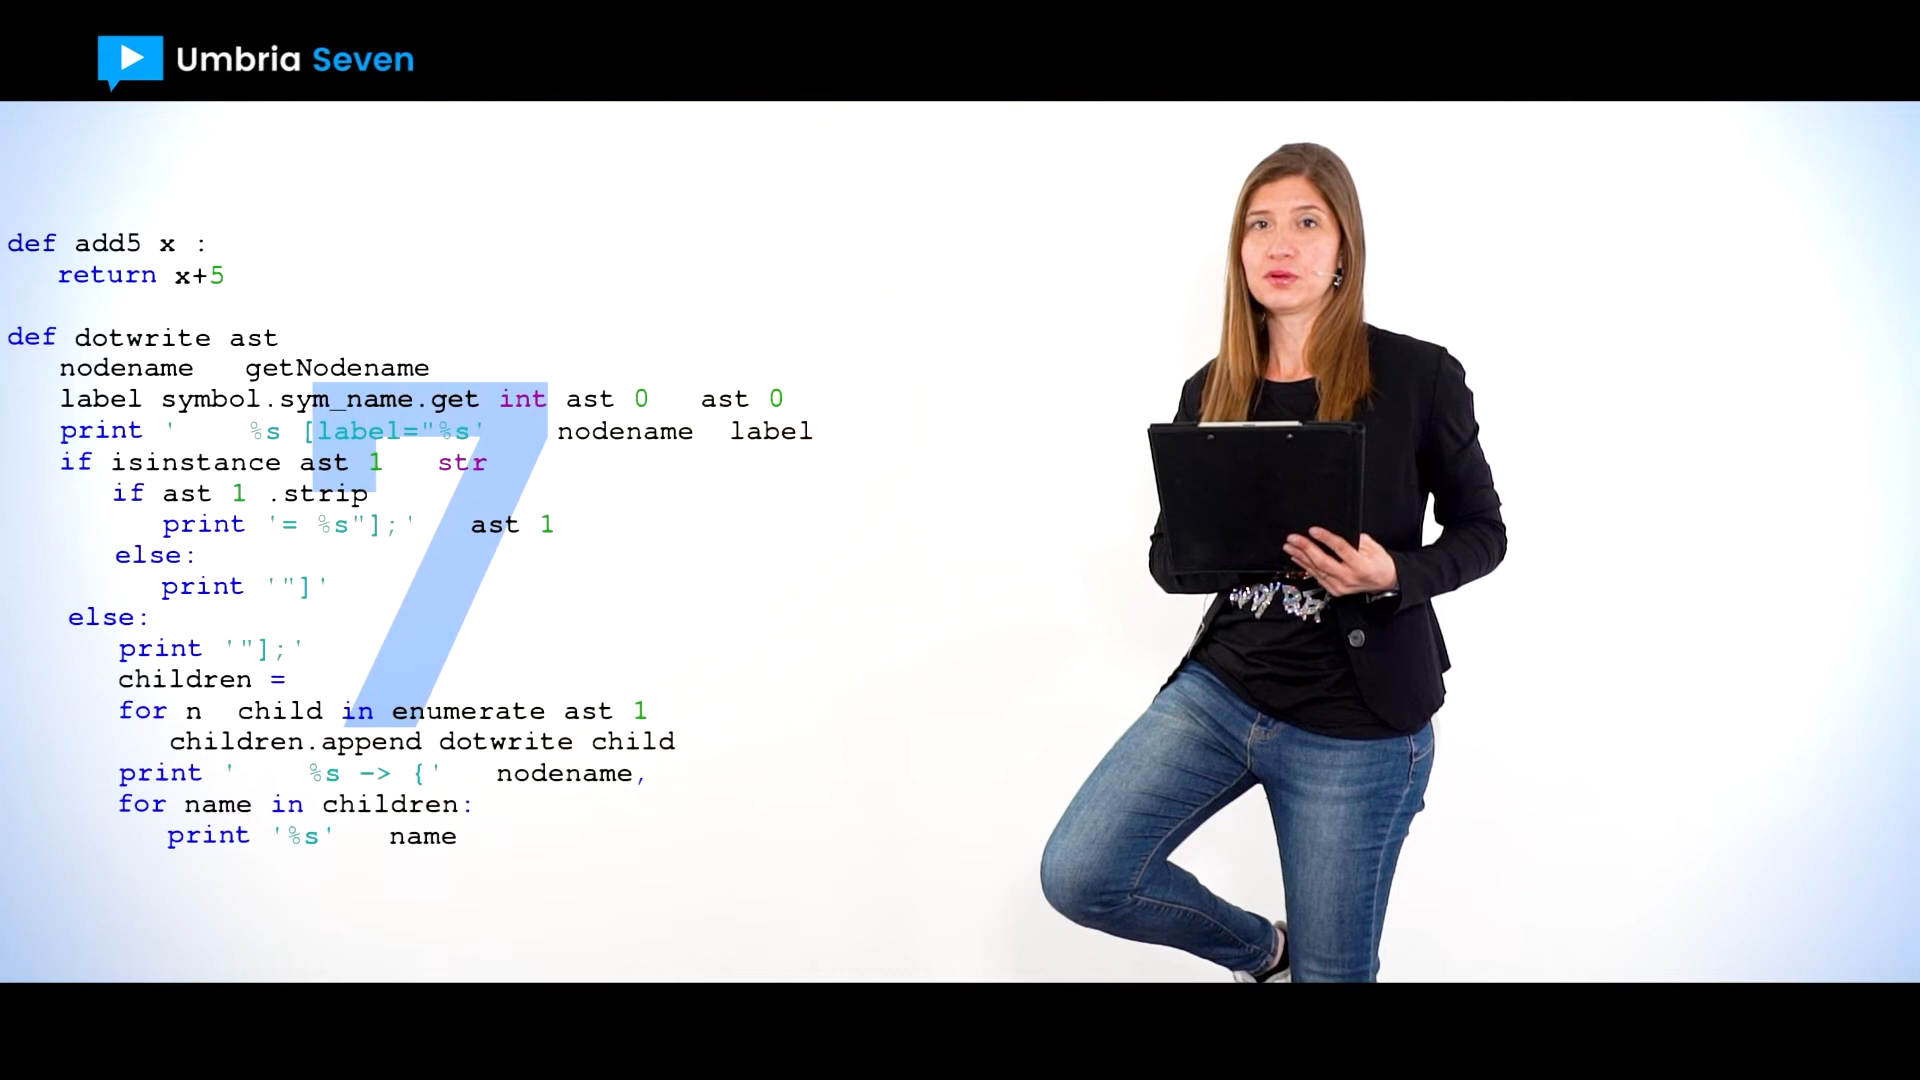 Umbria Seven
def add5 x :
return x+5
def dotwrite ast
nodename getNodename
label symbol.sym_name.get int ast 0 ast 0
print ' %s [label="%s' nodename label
if isinstance ast 1 str
if ast 1 .strip
print '= %s"];' ast 1
else:
print '"]'
else:
print '"];'
children =
for n child in enumerate ast 1
children.append dotwrite child
print ' %s -> {' nodename,
for name in children:
print '%s' name
7